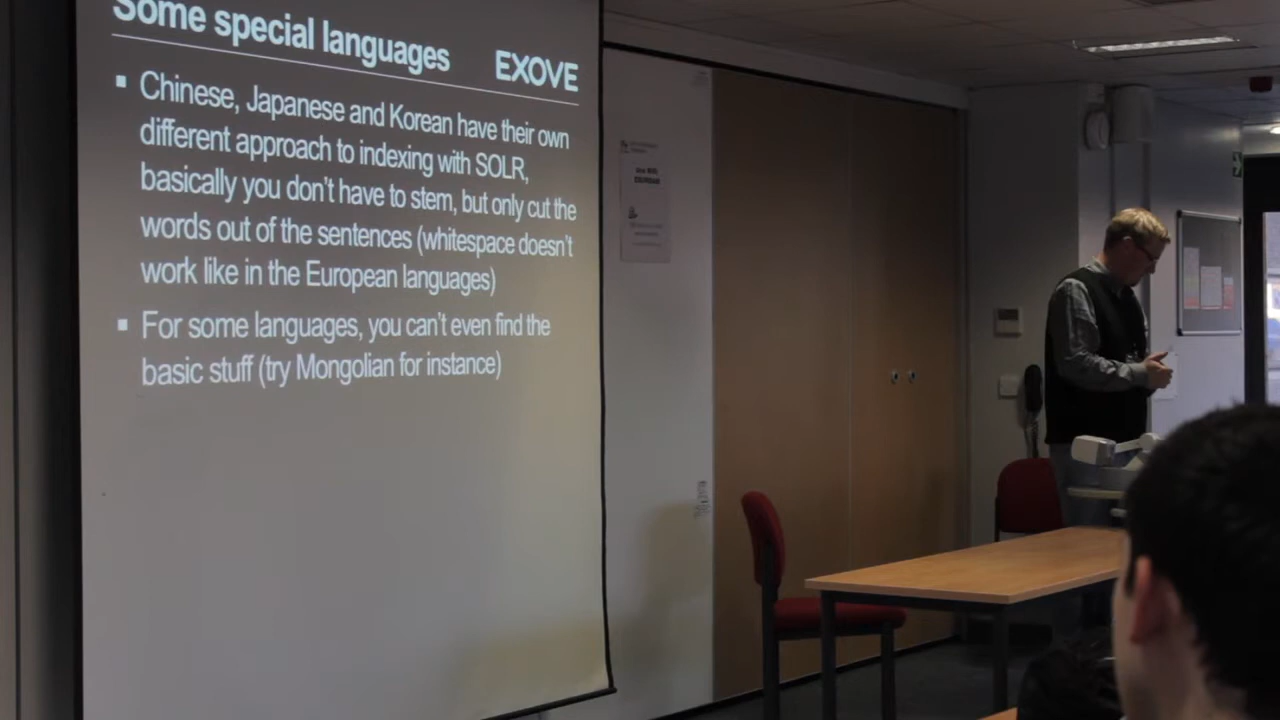 Some special languages
EXOVE
▪ Chinese, Japanese and Korean have their own
different approach to indexing with SOLR,
basically you don't have to stem, but only cut the
words out of the sentences (whitespace doesn't
work like in the European languages)
▪ For some languages, you can't even find the
basic stuff (try Mongolian for instance)